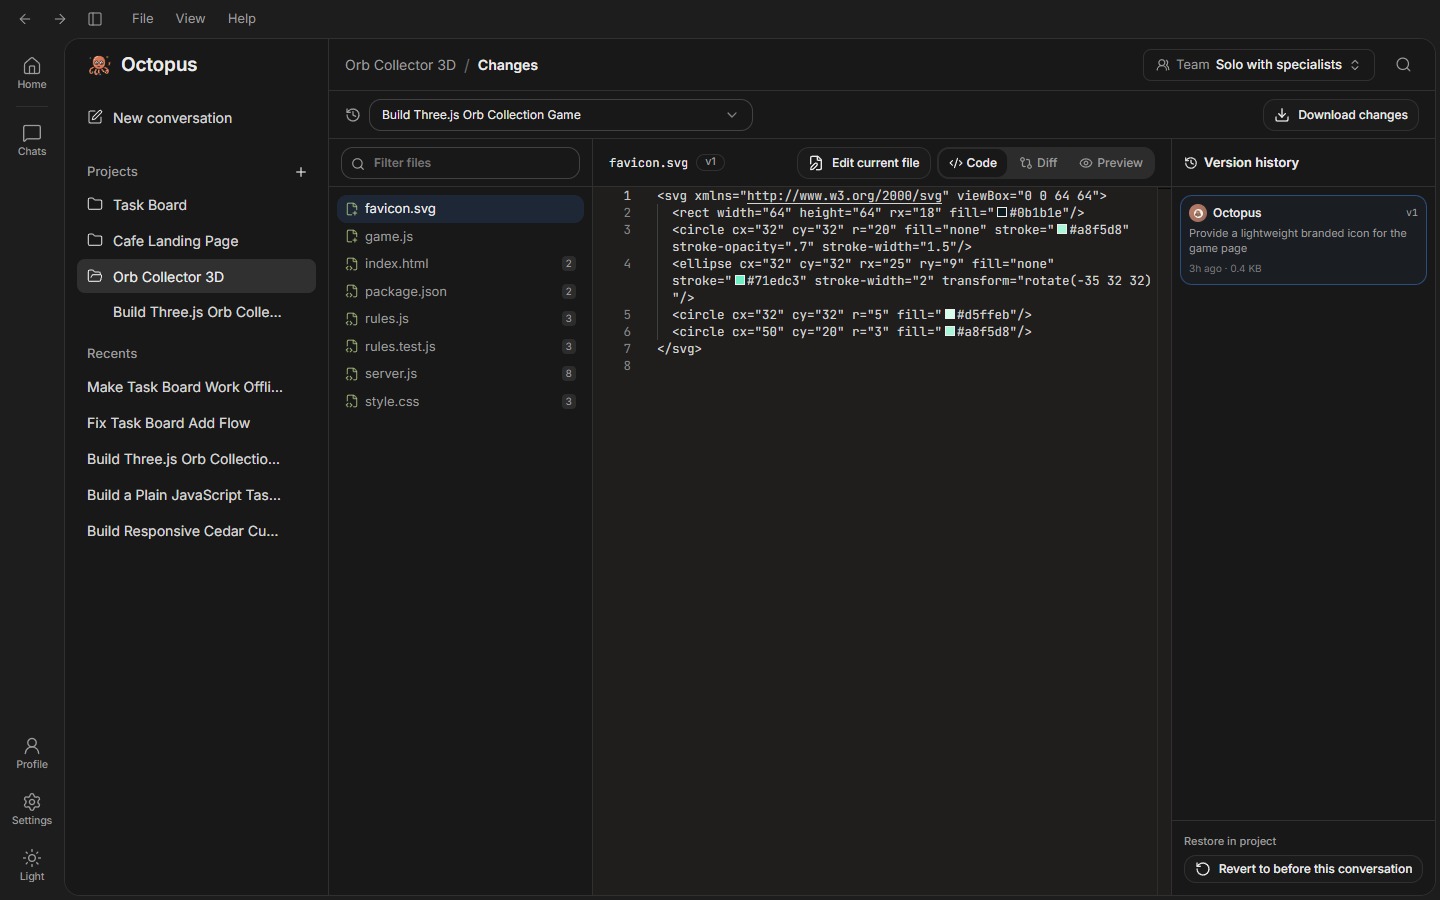 File View Help
Home
Chats
Profile
Settings
Light
Octopus
New conversation
Projects
Task Board
Cafe Landing Page
Orb Collector 3D
Build Three.js Orb Colle...
Recents
Make Task Board Work Offli...
Fix Task Board Add Flow
Build Three.js Orb Collectio...
Build a Plain JavaScript Tas...
Build Responsive Cedar Cu...
Orb Collector 3D / Changes
Team Solo with specialists
Build Three.js Orb Collection Game
Download changes
Filter files
favicon.svg
game.js
index.html 2
package.json 2
rules.js 3
rules.test.js 3
server.js 8
style.css 3
favicon.svg v1
Edit current file
Code Diff Preview
1 <svg xmlns="http://www.w3.org/2000/svg" viewBox="0 0 64 64">
2 <rect width="64" height="64" rx="18" fill="#0b1b1e"/>
3 <circle cx="32" cy="32" r="20" fill="none" stroke="#a8f5d8"
stroke-opacity=".7" stroke-width="1.5"/>
4 <ellipse cx="32" cy="32" rx="25" ry="9" fill="none"
stroke="#71edc3" stroke-width="2" transform="rotate(-35 32 32)
"/>
5 <circle cx="32" cy="32" r="5" fill="#d5ffeb"/>
6 <circle cx="50" cy="20" r="3" fill="#a8f5d8"/>
7 </svg>
8
Version history
Octopus v1
Provide a lightweight branded icon for the
game page
3h ago · 0.4 KB
Restore in project
Revert to before this conversation